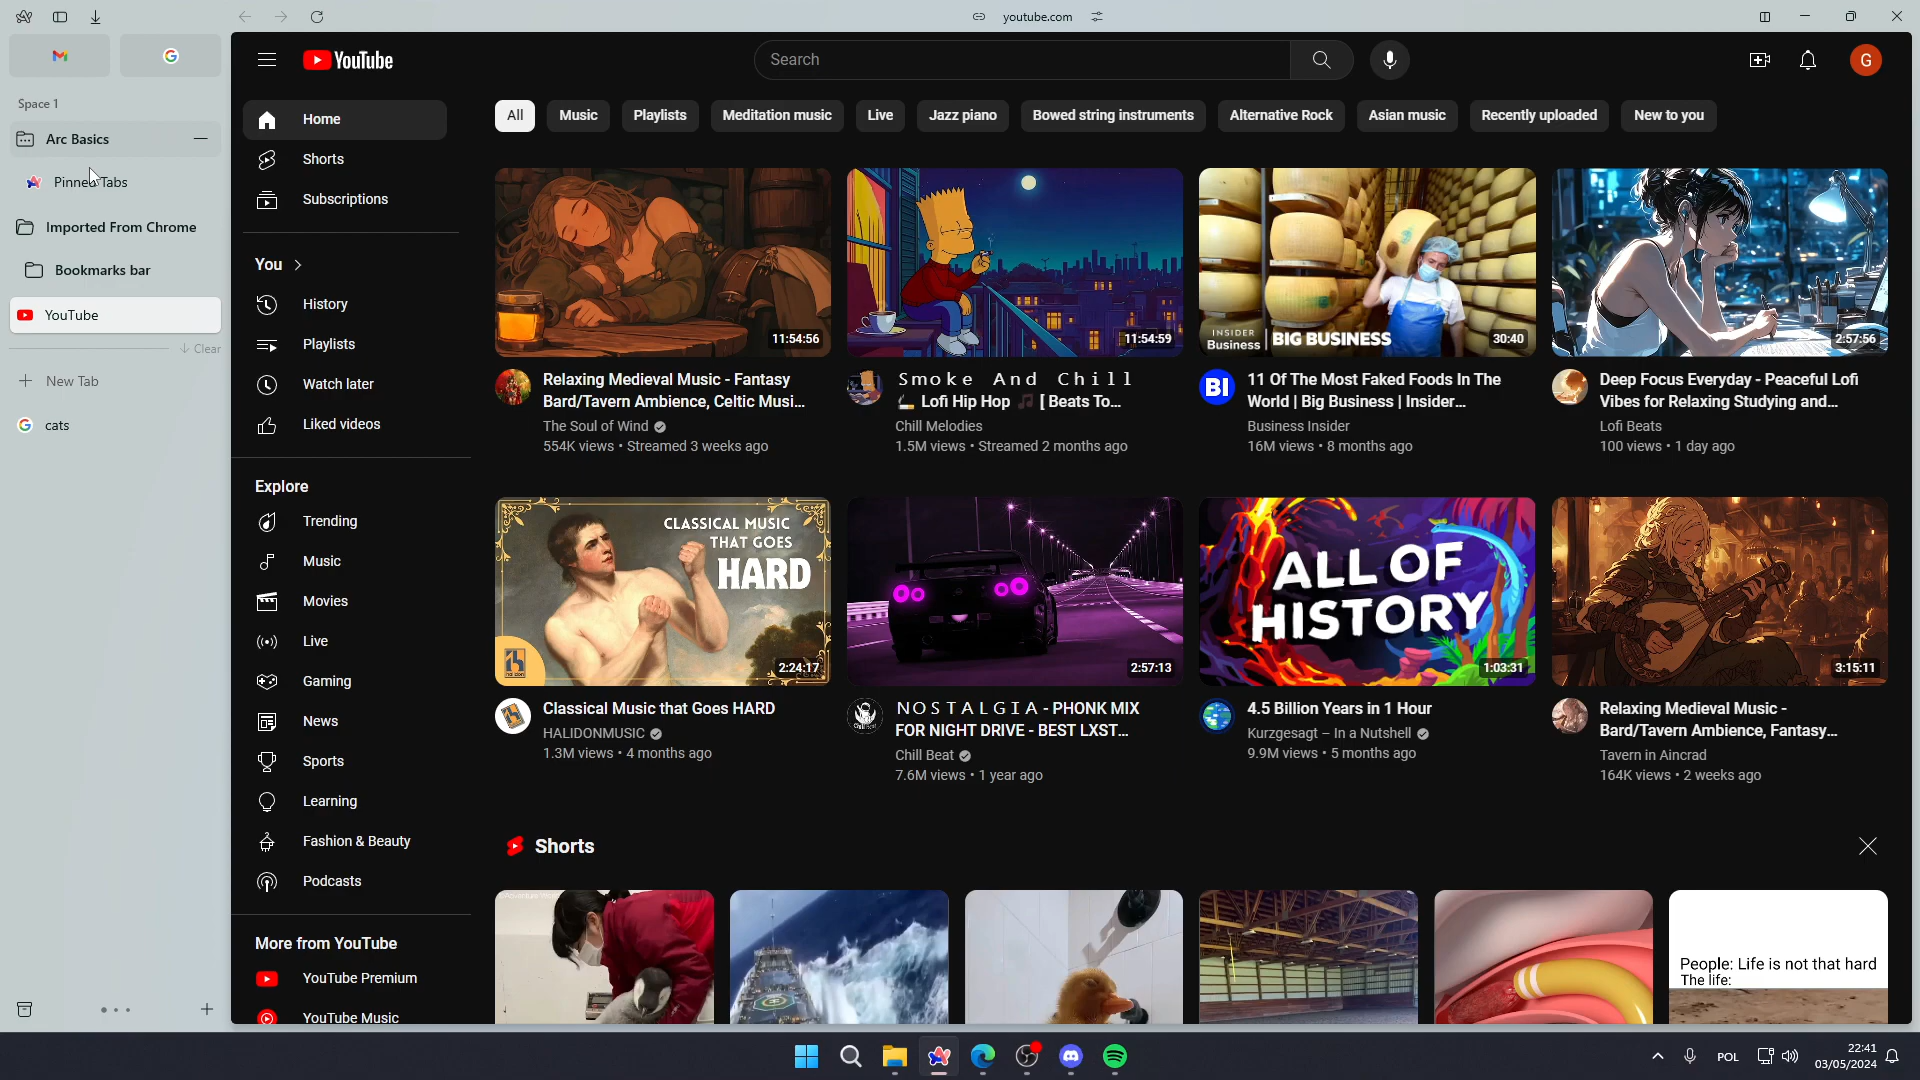 youtube.com
Space 1
Arc Basics
Pinned Tabs
Imported From Chrome
Bookmarks bar
YouTube
Clear
New Tab
cats
YouTube
Search
G
Home
Shorts
Subscriptions
You
History
Playlists
Watch later
Liked videos
Explore
Trending
Music
Movies
Live
Gaming
News
Sports
Learning
Fashion & Beauty
Podcasts
More from YouTube
YouTube Premium
YouTube Music
All
Music
Playlists
Meditation music
Live
Jazz piano
Bowed string instruments
Alternative Rock
Asian music
Recently uploaded
New to you
11:54:56
Relaxing Medieval Music - Fantasy
Bard/Tavern Ambience, Celtic Musi...
The Soul of Wind
554K views • Streamed 3 weeks ago
11:54:59
Smoke And Chill
🚬 Lofi Hip Hop 🎵 [ Beats To...
Chill Melodies
1.5M views • Streamed 2 months ago
INSIDER
Business | BIG BUSINESS
30:40
BI
11 Of The Most Faked Foods In The
World | Big Business | Insider...
Business Insider
16M views • 8 months ago
2:57:56
Deep Focus Everyday - Peaceful Lofi
Vibes for Relaxing Studying and...
Lofi Beats
100 views • 1 day ago
CLASSICAL MUSIC
THAT GOES
HARD
2:24:17
Classical Music that Goes HARD
HALIDONMUSIC
1.3M views • 4 months ago
2:57:13
N O S T A L G I A - PHONK MIX
FOR NIGHT DRIVE - BEST LXST...
Chill Beat
7.6M views • 1 year ago
ALL OF
HISTORY
1:03:31
4.5 Billion Years in 1 Hour
Kurzgesagt – In a Nutshell
9.9M views • 5 months ago
3:15:11
Relaxing Medieval Music -
Bard/Tavern Ambience, Fantasy...
Tavern in Aincrad
164K views • 2 weeks ago
Shorts
People: Life is not that hard
The life:
POL
22:41
03/05/2024